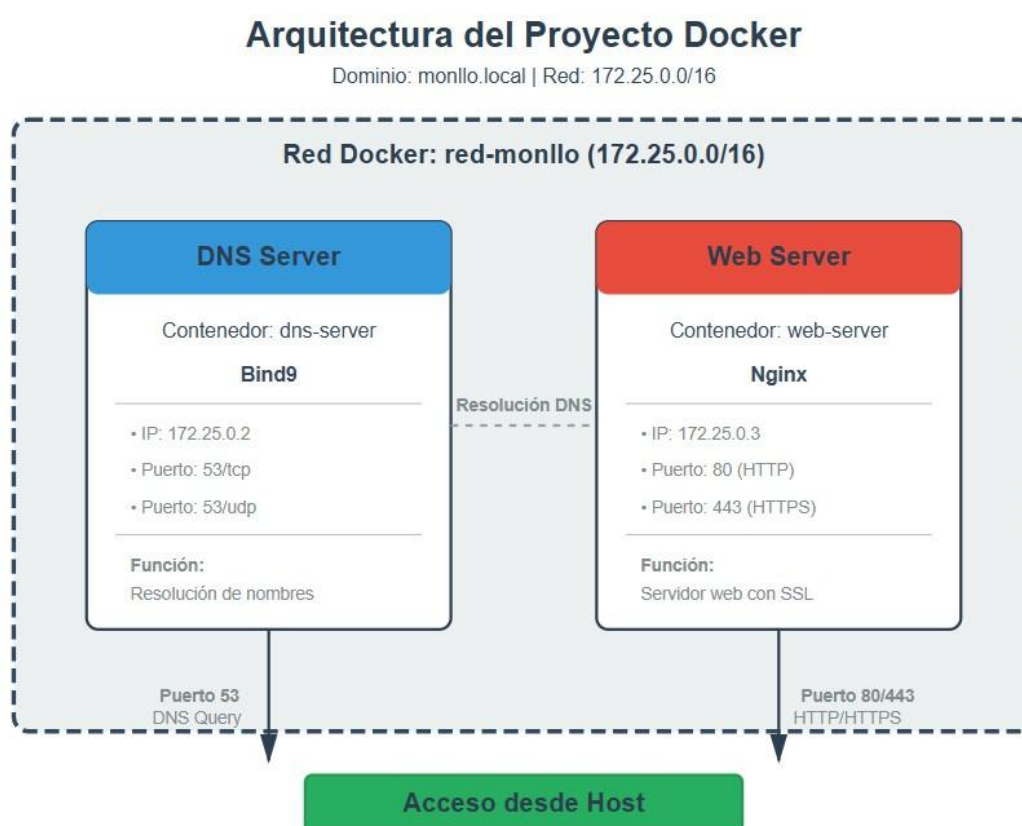 Arquitectura del Proyecto Docker
Dominio: monllo.local | Red: 172.25.0.0/16
Red Docker: red-monllo (172.25.0.0/16)
DNS Server
Contenedor: dns-server
Bind9
• IP: 172.25.0.2
• Puerto: 53/tcp
• Puerto: 53/udp
Función:
Resolución de nombres
Resolución DNS
Web Server
Contenedor: web-server
Nginx
• IP: 172.25.0.3
• Puerto: 80 (HTTP)
• Puerto: 443 (HTTPS)
Función:
Servidor web con SSL
Puerto 53
DNS Query
Puerto 80/443
HTTP/HTTPS
Acceso desde Host